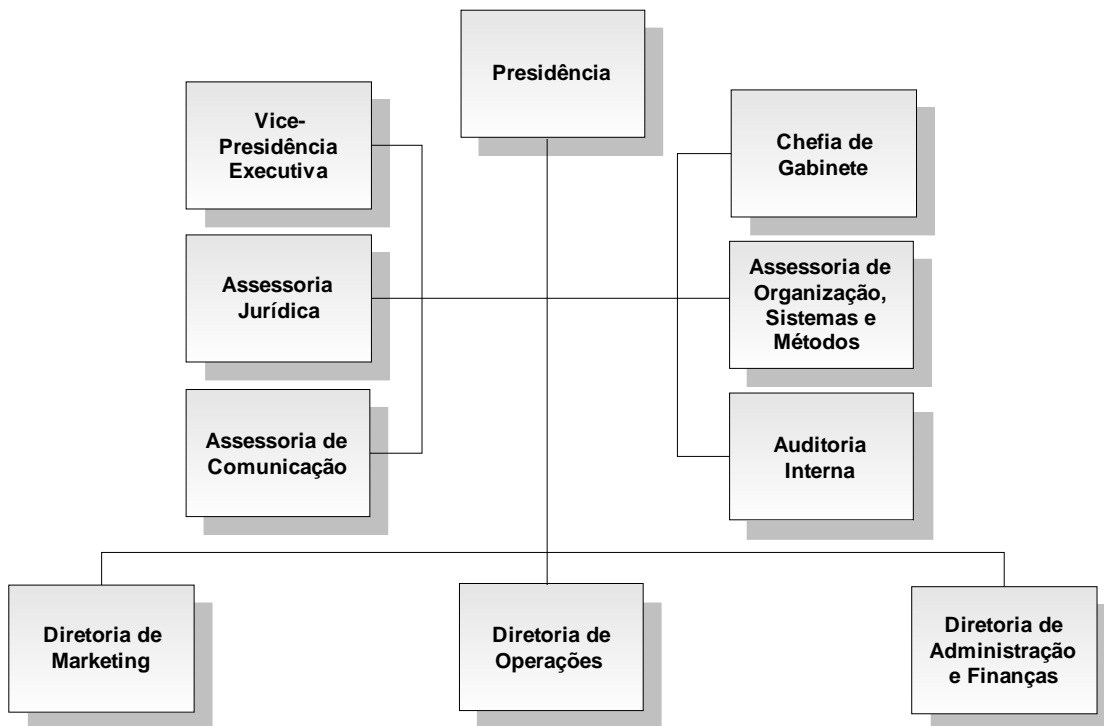 Presidência
Vice-
Presidência
Executiva
Chefia de
Gabinete
Assessoria
Jurídica
Assessoria de
Organização,
Sistemas e
Métodos
Assessoria de
Comunicação
Auditoria
Interna
Diretoria de
Marketing
Diretoria de
Operações
Diretoria de
Administração
e Finanças